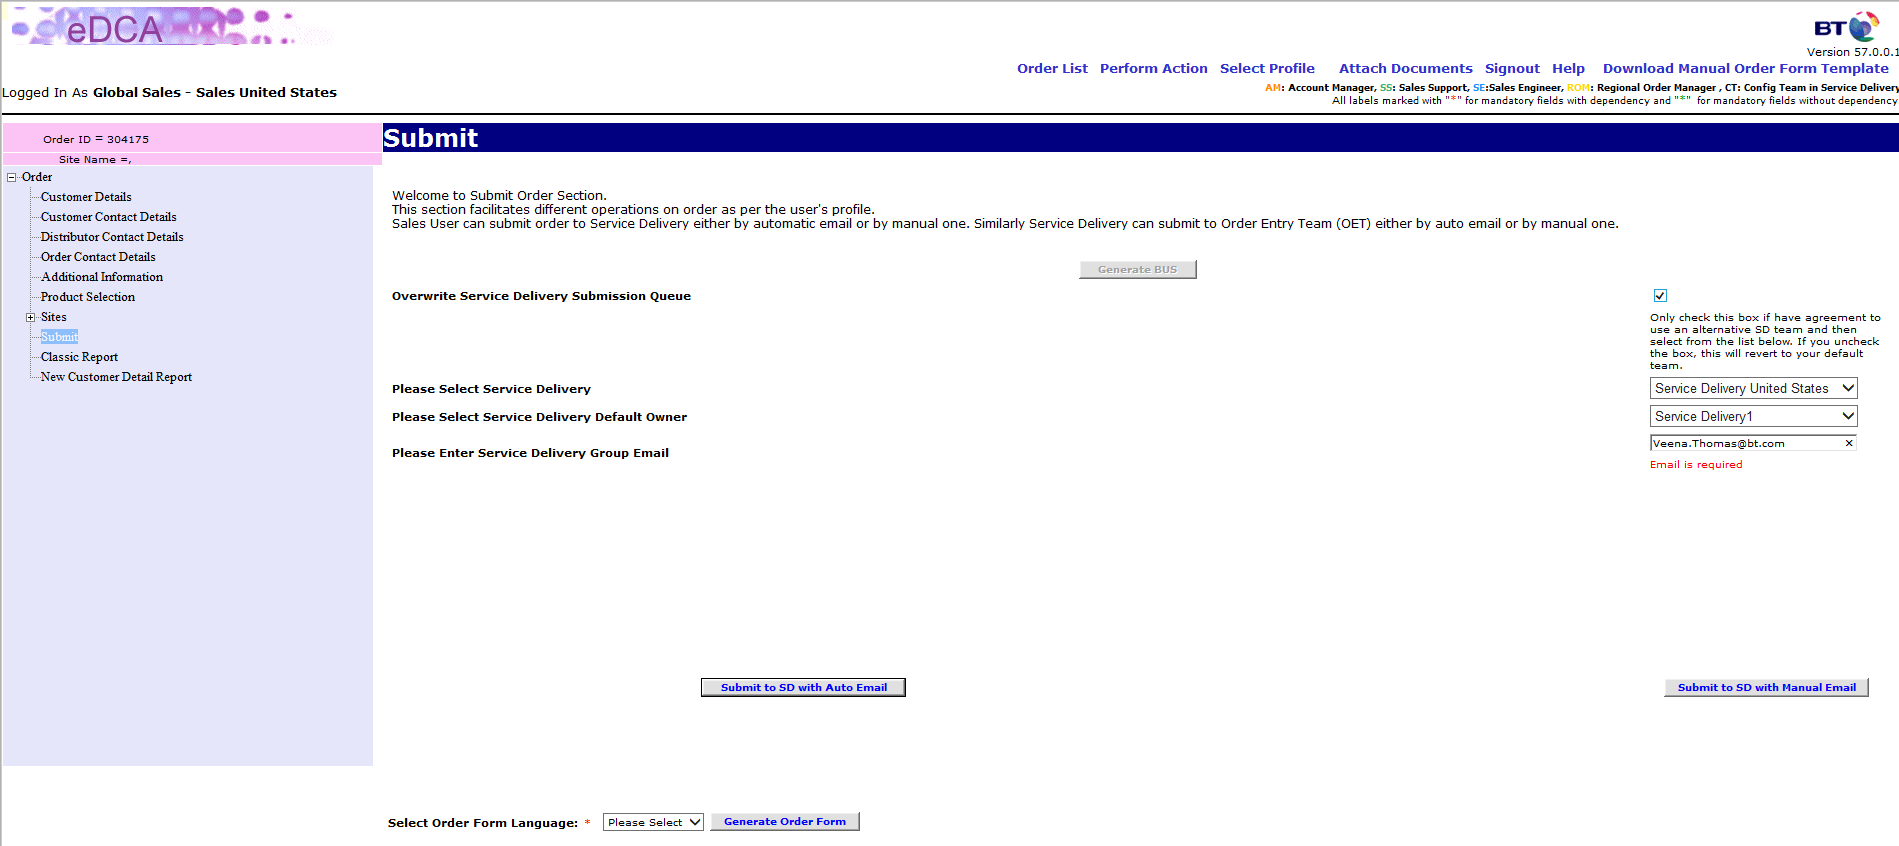 eDCA
BT
Version 57.0.0.1
Order List Perform Action Select Profile Attach Documents Signout Help Download Manual Order Form Template
Logged In As Global Sales - Sales United States
AM: Account Manager, SS: Sales Support, SE:Sales Engineer, ROM: Regional Order Manager , CT: Config Team in Service Delivery
All labels marked with "*" for mandatory fields with dependency and "*" for mandatory fields without dependency
Order ID = 304175
Site Name =,
Submit
Order
Customer Details
Customer Contact Details
Distributor Contact Details
Order Contact Details
Additional Information
Product Selection
Sites
Submit
Classic Report
New Customer Detail Report
Welcome to Submit Order Section.
This section facilitates different operations on order as per the user's profile.
Sales User can submit order to Service Delivery either by automatic email or by manual one. Similarly Service Delivery can submit to Order Entry Team (OET) either by auto email or by manual one.
Generate BUS
Overwrite Service Delivery Submission Queue
Only check this box if have agreement to
use an alternative SD team and then
select from the list below. If you uncheck
the box, this will revert to your default
team.
Please Select Service Delivery
Service Delivery United States
Please Select Service Delivery Default Owner
Service Delivery1
Please Enter Service Delivery Group Email
Veena.Thomas@bt.com
Email is required
Submit to SD with Auto Email
Submit to SD with Manual Email
Select Order Form Language: * Please Select Generate Order Form